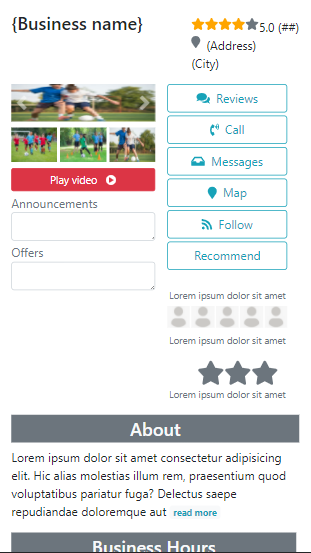 {Business name}
5.0 (##)
(Address)
(City)
Reviews
Call
Messages
Map
Follow
Recommend
Play video
Announcements
Offers
Lorem ipsum dolor sit amet
Lorem ipsum dolor sit amet
Lorem ipsum dolor sit amet
About
Lorem ipsum dolor sit amet consectetur adipisicing
elit. Hic alias molestias illum rem, praesentium quod
voluptatibus pariatur fuga? Delectus saepe
repudiandae doloremque aut read more
Business Hours